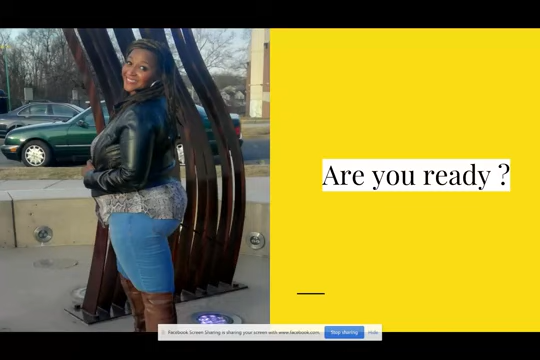 Are you ready ?
Facebook Screen Sharing is sharing your screen with www.facebook.com.
Stop sharing
Hide